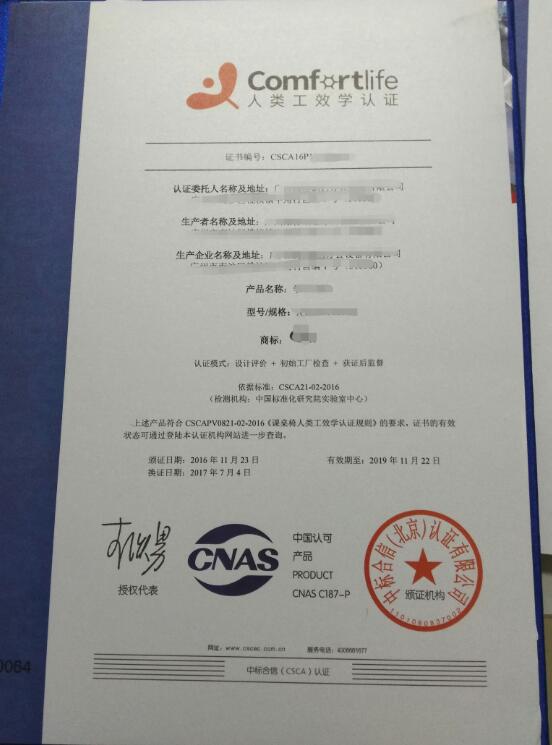 Comfortlife
人类工效学认证
证书编号：CSCA16P
认证委托人名称及地址：
生产者名称及地址：
生产企业名称及地址：
产品名称：
型号/规格：
商标：
认证模式：设计评价 + 初始工厂检查 + 获证后监督
依据标准：CSCA21-02-2016
（检测机构：中国标准化研究院实验室中心）
上述产品符合 CSCAPV0821-02-2016《课桌椅人类工效学认证规则》的要求。证书的有效
状态可通过登陆本认证机构网站进一步查询。
颁证日期：2016 年 11 月 23 日
有效期至：2019 年 11 月 22 日
换证日期：2017 年 7 月 4 日
授权代表
CNAS
中国认可
产品
PRODUCT
CNAS C187-P
中标合信（北京）认证有限公司
颁证机构
1101080837002
网址：www.cscac.com.cn 服务电话：4006661677
中标合信（CSCA）认证
0064